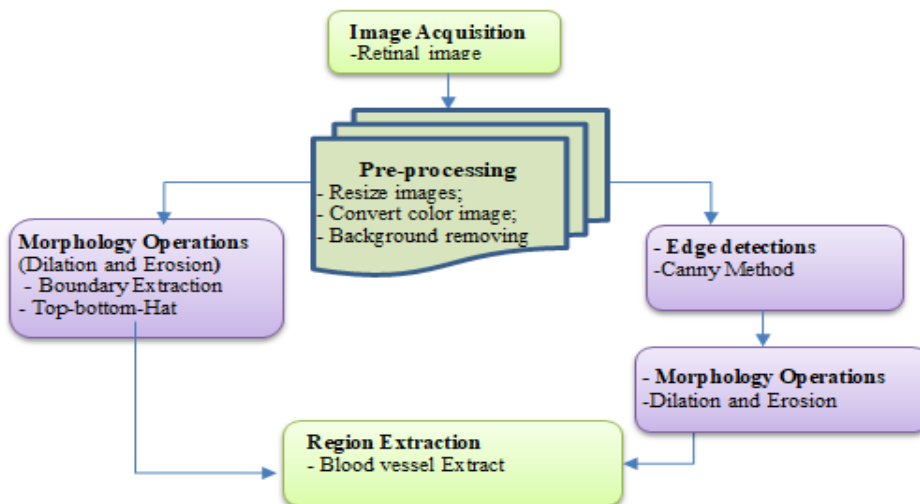 Image Acquisition
-Retinal image
Pre-processing
- Resize images;
- Convert color image;
- Background removing
Morphology Operations
(Dilation and Erosion)
- Boundary Extraction
- Top-bottom-Hat
- Edge detections
-Canny Method
- Morphology Operations
-Dilation and Erosion
Region Extraction
- Blood vessel Extract